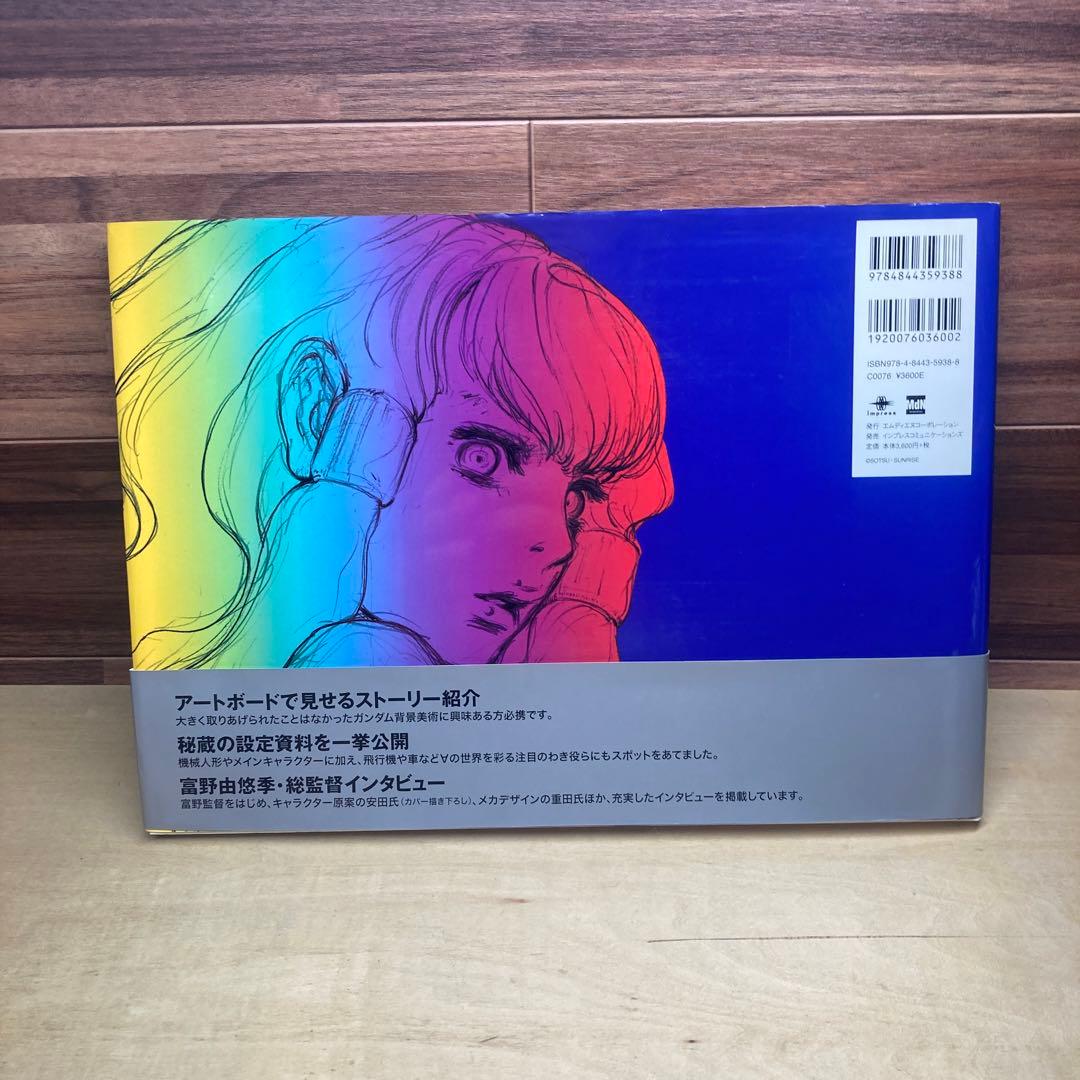 9784844359388
1920076036002
ISBN978-4-8443-5938-8
C0076 ¥3600E
Impress
MdN
発行 エムディエヌコーポレーション
発売 インプレスコミュニケーションズ
定価 本体3,600円+税
©SOTSU・SUNRISE
アートボードで見せるストーリー紹介
大きく取りあげられたことはなかったガンダム背景美術に興味ある方必携です。
秘蔵の設定資料を一挙公開
機械人形やメインキャラクターに加え、飛行機や車など∀の世界を彩る注目のわき役らにもスポットをあてました。
富野由悠季・総監督インタビュー
富野監督をはじめ、キャラクター原案の安田氏(カバー描き下ろし)、メカデザインの重田氏ほか、充実したインタビューを掲載しています。